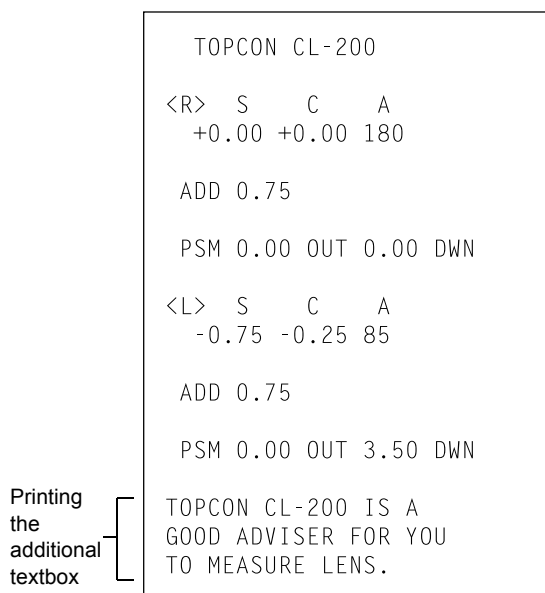 TOPCON CL-200
<R> S C A
+0.00 +0.00 180
ADD 0.75
PSM 0.00 OUT 0.00 DWN
<L> S C A
-0.75 -0.25 85
ADD 0.75
PSM 0.00 OUT 3.50 DWN
Printing
the
additional
textbox
TOPCON CL-200 IS A
GOOD ADVISER FOR YOU
TO MEASURE LENS.